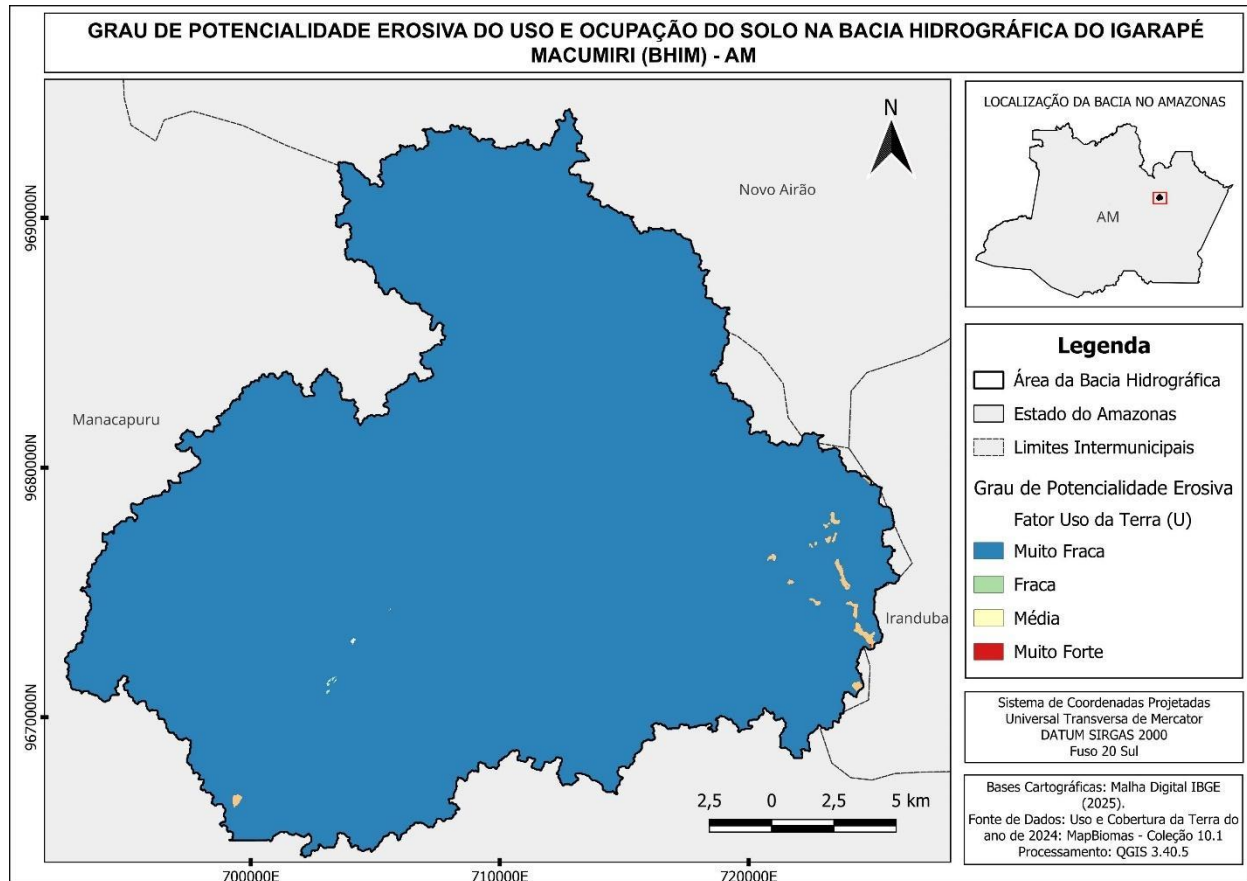 GRAU DE POTENCIALIDADE EROSIVA DO USO E OCUPAÇÃO DO SOLO NA BACIA HIDROGRÁFICA DO IGARAPÉ
MACUMIRI (BHIM) - AM
N
Novo Airão
Manacapuru
Iranduba
9690000N
9680000N
9670000N
700000E
710000E
720000E
2,5 0 2,5 5 km
LOCALIZAÇÃO DA BACIA NO AMAZONAS
AM
Legenda
Área da Bacia Hidrográfica
Estado do Amazonas
Limites Intermunicipais
Grau de Potencialidade Erosiva
Fator Uso da Terra (U)
Muito Fraca
Fraca
Média
Muito Forte
Sistema de Coordenadas Projetadas
Universal Transversa de Mercator
DATUM SIRGAS 2000
Fuso 20 Sul
Bases Cartográficas: Malha Digital IBGE
(2025).
Fonte de Dados: Uso e Cobertura da Terra do
ano de 2024: MapBiomas - Coleção 10.1
Processamento: QGIS 3.40.5